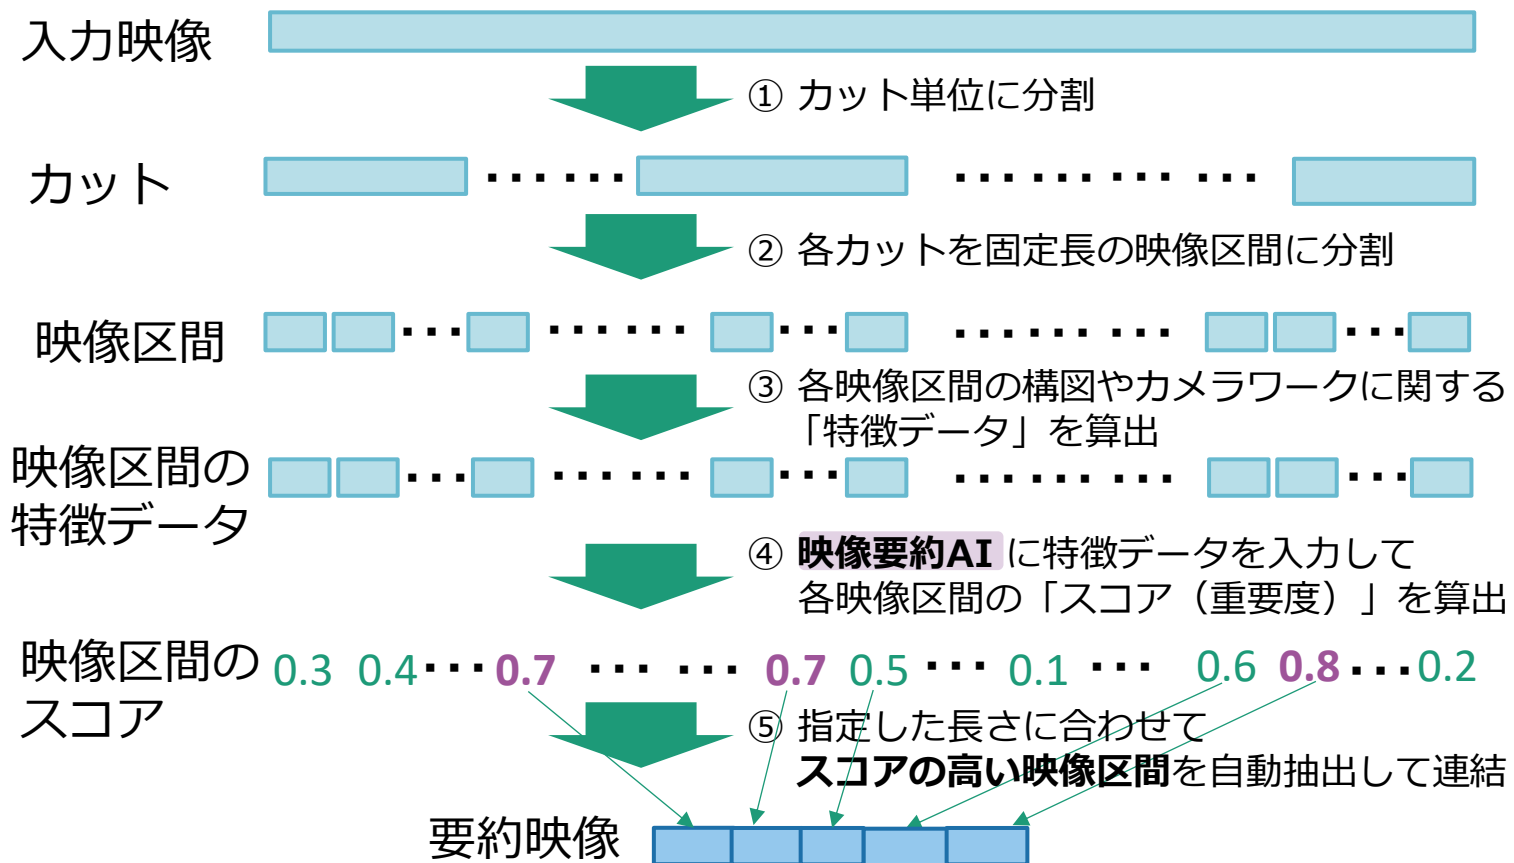 入力映像
① カット単位に分割
カット
② 各カットを固定長の映像区間に分割
映像区間
③ 各映像区間の構図やカメラワークに関する
「特徴データ」を算出
映像区間の
特徴データ
④ 映像要約AI に特徴データを入力して
各映像区間の「スコア（重要度）」を算出
映像区間の
スコア
0.3 0.4 ･･･ 0.7 ･･･ ･･･ 0.7 0.5 ･･･ 0.1 ･･･ 0.6 0.8 ･･･ 0.2
⑤ 指定した長さに合わせて
スコアの高い映像区間を自動抽出して連結
要約映像